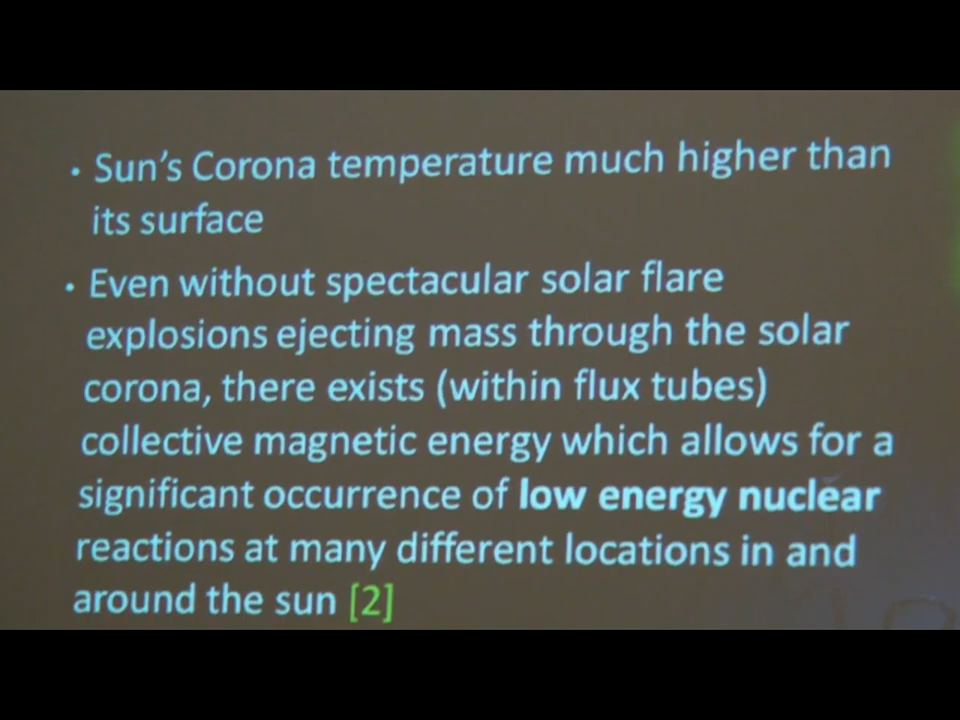 • Sun's Corona temperature much higher than
its surface
• Even without spectacular solar flare
explosions ejecting mass through the solar
corona, there exists (within flux tubes)
collective magnetic energy which allows for a
significant occurrence of low energy nuclear
reactions at many different locations in and
around the sun [2]